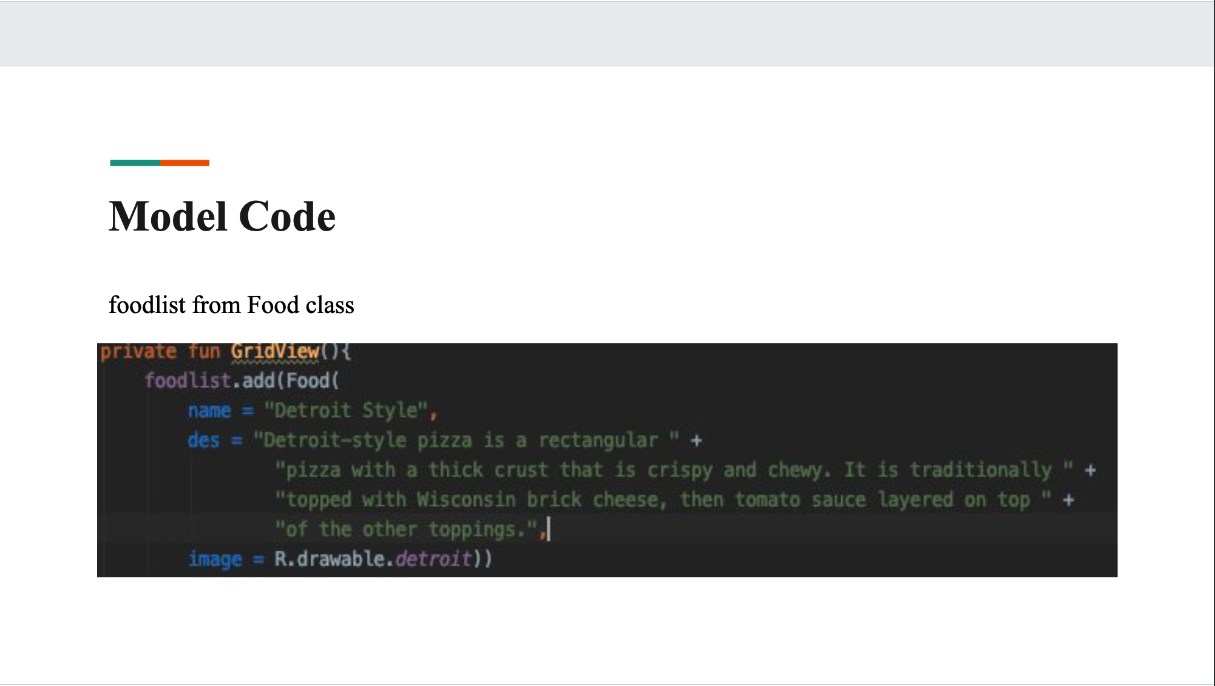 Model Code
foodlist from Food class
private fun GridView(){
foodlist.add(Food(
name = "Detroit Style",
des = "Detroit-style pizza is a rectangular " +
"pizza with a thick crust that is crispy and chewy. It is traditionally " +
"topped with Wisconsin brick cheese, then tomato sauce layered on top " +
"of the other toppings.",
image = R.drawable.detroit))